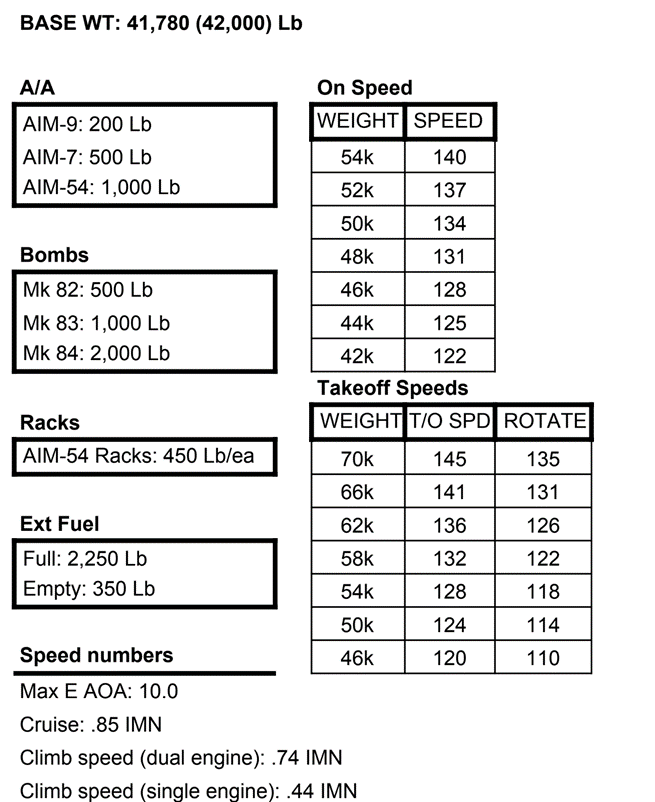 BASE WT: 41,780 (42,000) Lb
A/A
AIM-9: 200 Lb
AIM-7: 500 Lb
AIM-54: 1,000 Lb
Bombs
Mk 82: 500 Lb
Mk 83: 1,000 Lb
Mk 84: 2,000 Lb
Racks
AIM-54 Racks: 450 Lb/ea
Ext Fuel
Full: 2,250 Lb
Empty: 350 Lb
Speed numbers
Max E AOA: 10.0
Cruise: .85 IMN
Climb speed (dual engine): .74 IMN
Climb speed (single engine): .44 IMN
On Speed
WEIGHT SPEED
54k 140
52k 137
50k 134
48k 131
46k 128
44k 125
42k 122
Takeoff Speeds
WEIGHT T/O SPD ROTATE
70k 145 135
66k 141 131
62k 136 126
58k 132 122
54k 128 118
50k 124 114
46k 120 110